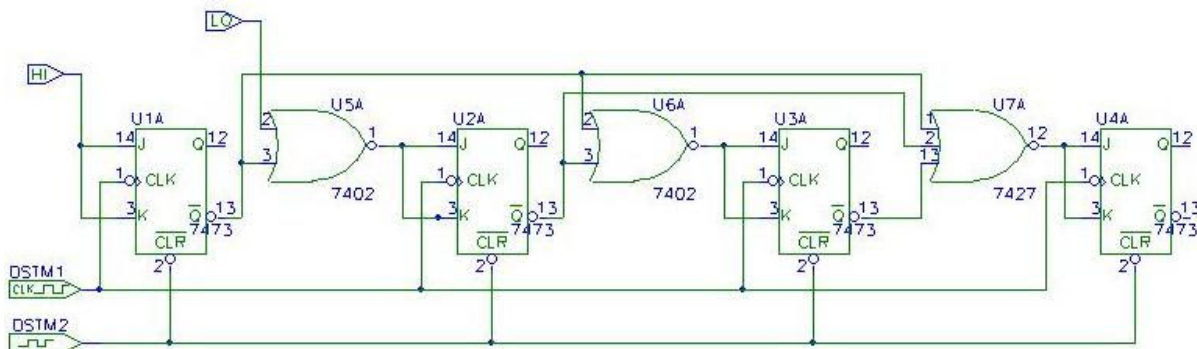 LO
HI
U1A
14 J Q 12
1 CLK
3 K Q 13
7473
CLR
2
U5A
2
3
1
7402
U2A
14 J Q 12
1 CLK
3 K Q 13
7473
CLR
2
U6A
2
3
1
7402
U3A
14 J Q 12
1 CLK
3 K Q 13
7473
CLR
2
U7A
1
2
13
12
7427
U4A
14 J Q 12
1 CLK
3 K Q 13
7473
CLR
2
DSTM1
CLK
DSTM2